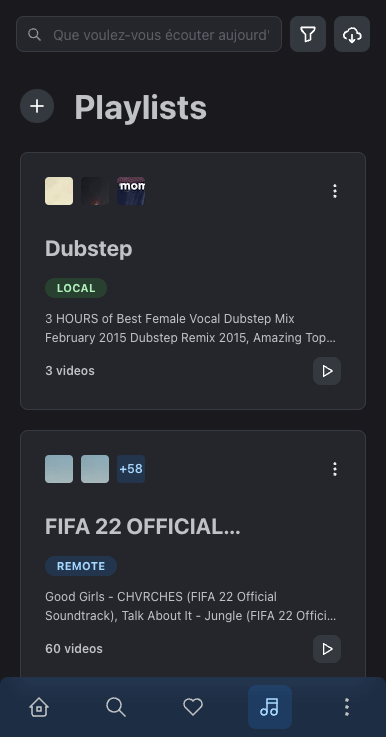 Que voulez-vous écouter aujourd'
Playlists
mom
Dubstep
LOCAL
3 HOURS of Best Female Vocal Dubstep Mix
February 2015 Dubstep Remix 2015, Amazing Top...
3 videos
+58
FIFA 22 OFFICIAL...
REMOTE
Good Girls - CHVRCHES (FIFA 22 Official
Soundtrack), Talk About It - Jungle (FIFA 22 Offici...
60 videos